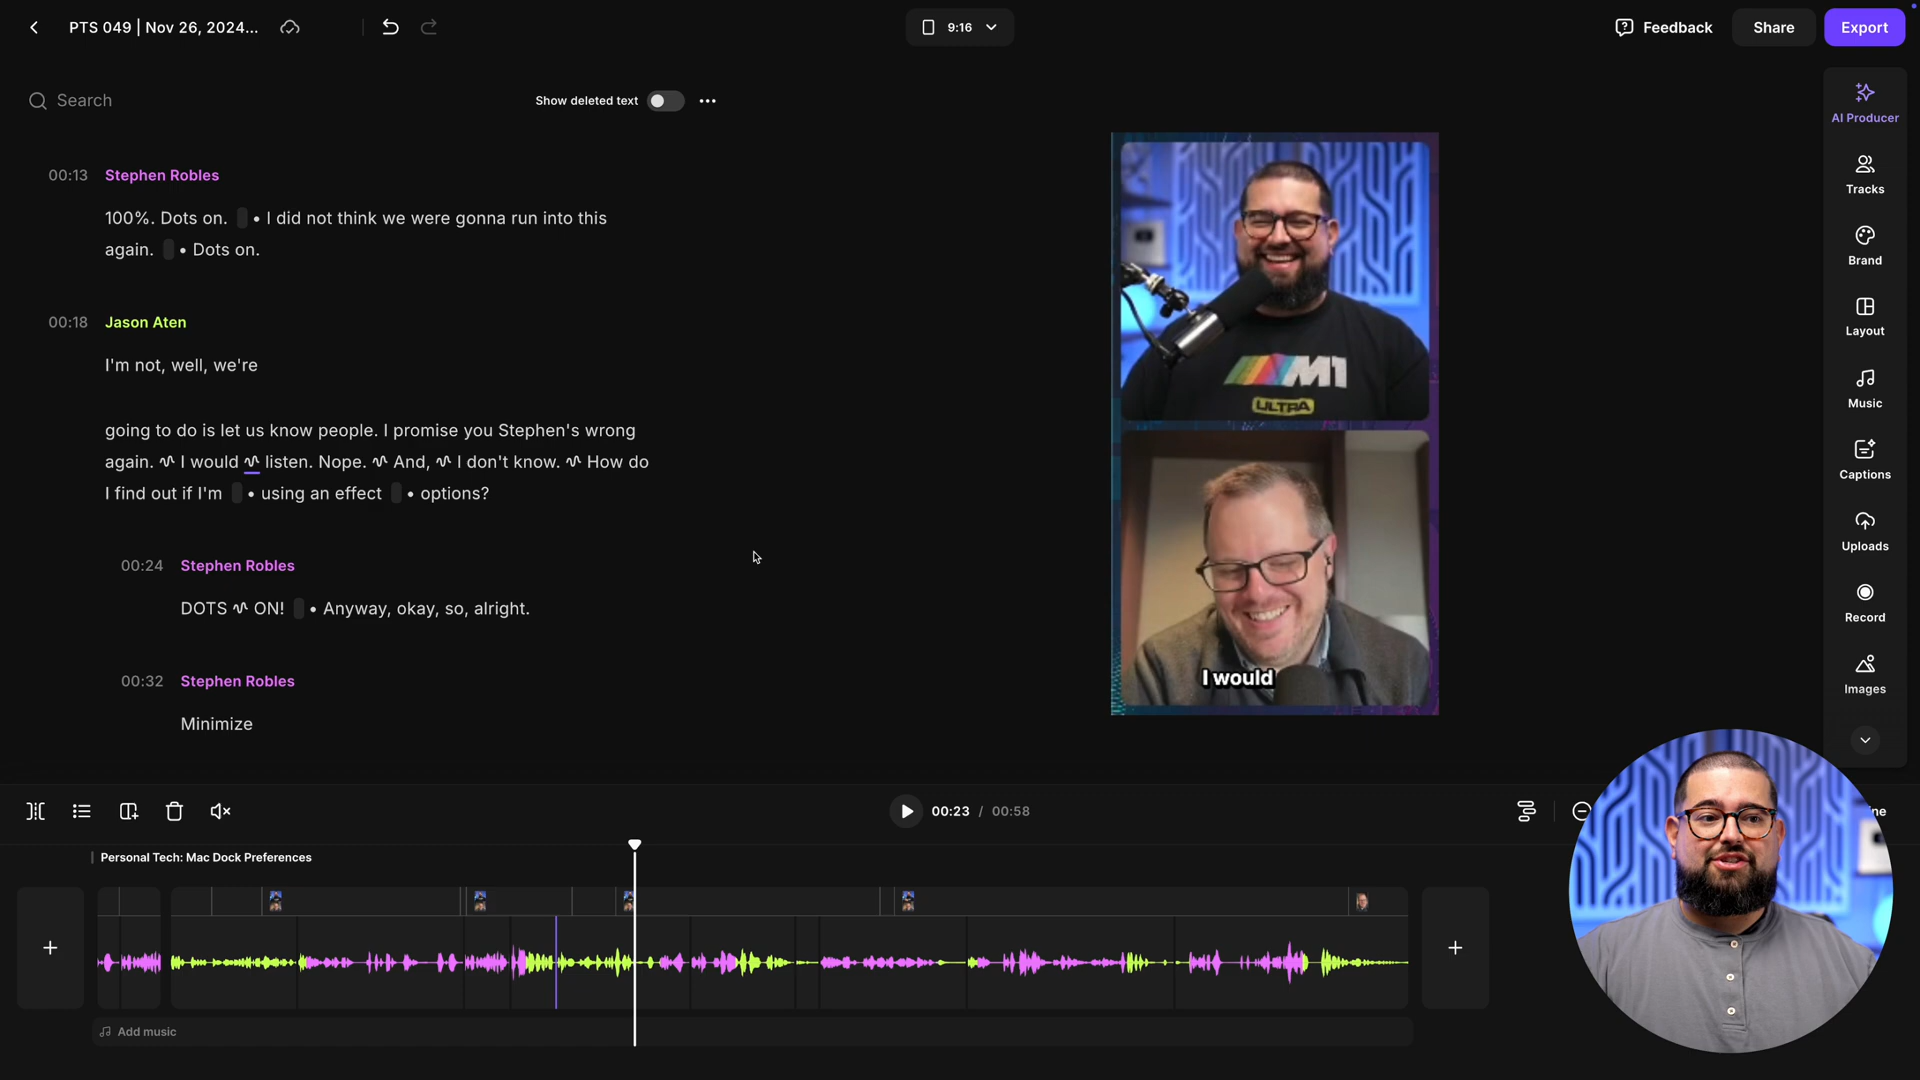 PTS 049 | Nov 26, 2024...
9:16
Feedback
Share
Export
Search
Show deleted text
AI Producer
Tracks
Brand
Layout
Music
Captions
Uploads
Record
Images
00:13 Stephen Robles
100%. Dots on. • I did not think we were gonna run into this
again. • Dots on.
00:18 Jason Aten
I'm not, well, we're
going to do is let us know people. I promise you Stephen's wrong
again. I would listen. Nope. And, I don't know. How do
I find out if I'm • using an effect • options?
00:24 Stephen Robles
DOTS ON! • Anyway, okay, so, alright.
00:32 Stephen Robles
Minimize
M1
ULTRA
I would
00:23 / 00:58
Personal Tech: Mac Dock Preferences
Add music